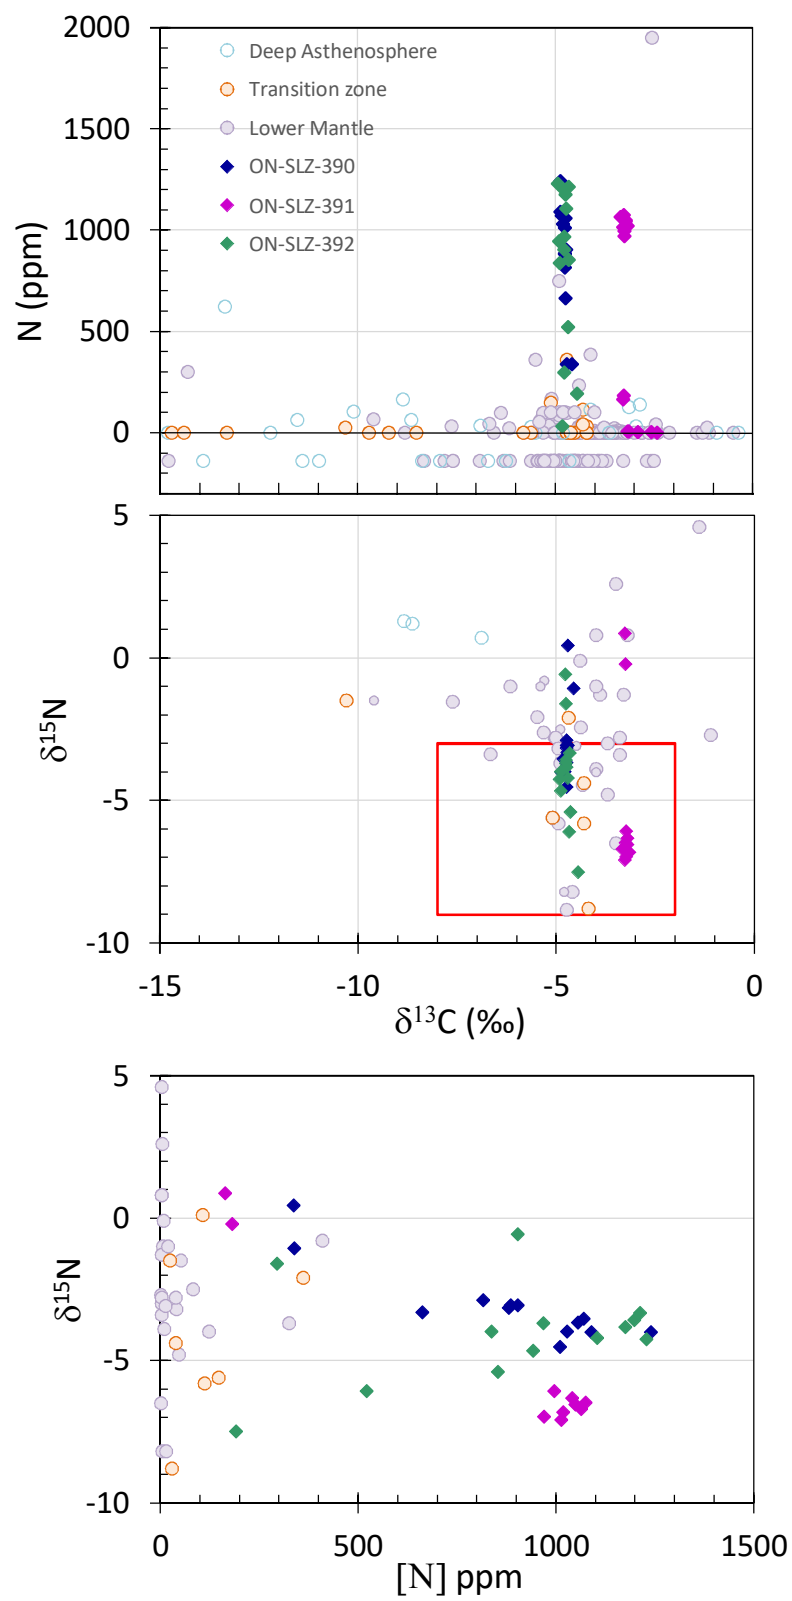 2000
Deep Asthenosphere
Transition zone
1500
Lower Mantle
ON-SLZ-390
ON-SLZ-391
1000
ON-SLZ-392
N (ppm)
500
0
5
0
δ15N
-5
-10
-15 -10 -5 0
δ13C (‰)
5
0
δ15N
-5
-10
0 500 1000 1500
[N] ppm